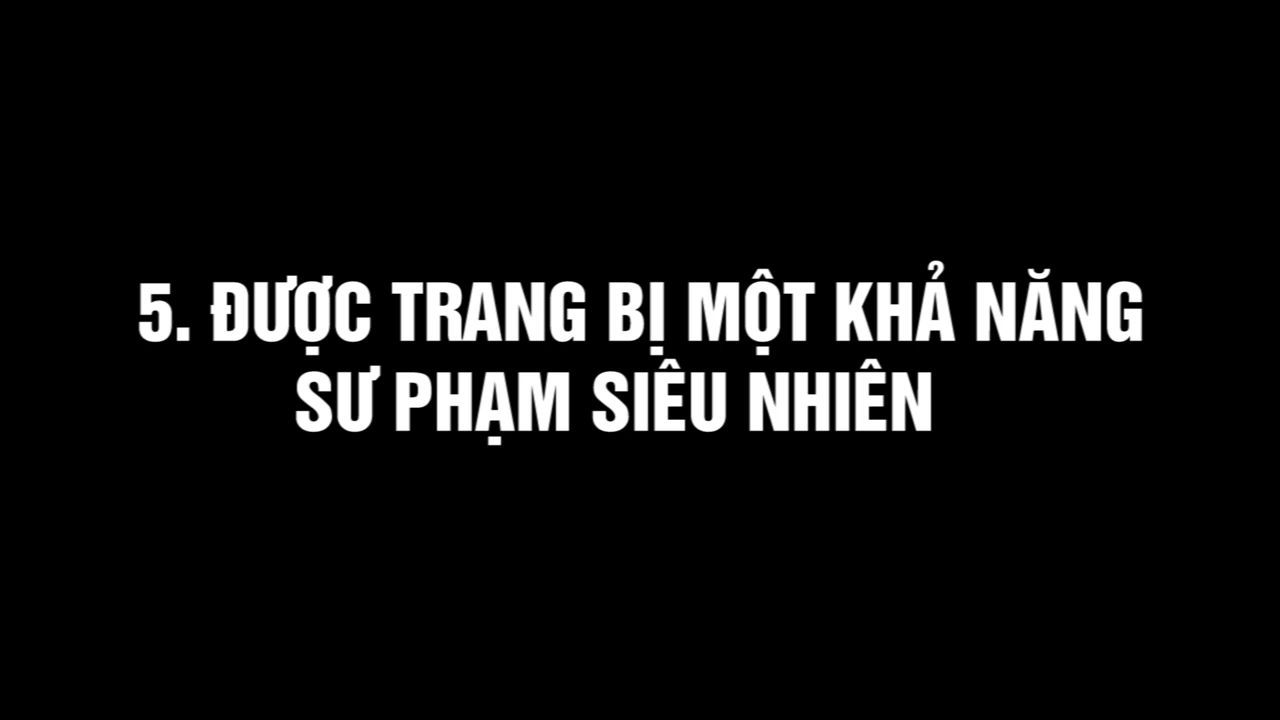 5. ĐƯỢC TRANG BỊ MỘT KHẢ NĂNG
SƯ PHẠM SIÊU NHIÊN